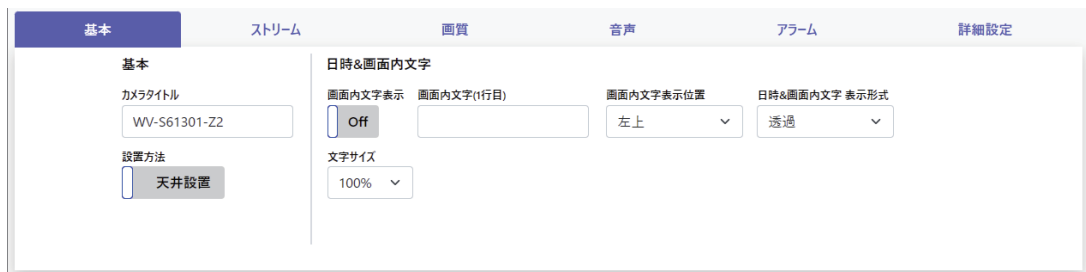 基本 ストリーム 画質 音声 アラーム 詳細設定
基本
カメラタイトル
WV-S61301-Z2
設置方法
天井設置
日時&画面内文字
画面内文字表示 画面内文字(1行目) 画面内文字表示位置 日時&画面内文字 表示形式
Off 左上 透過
文字サイズ
100%